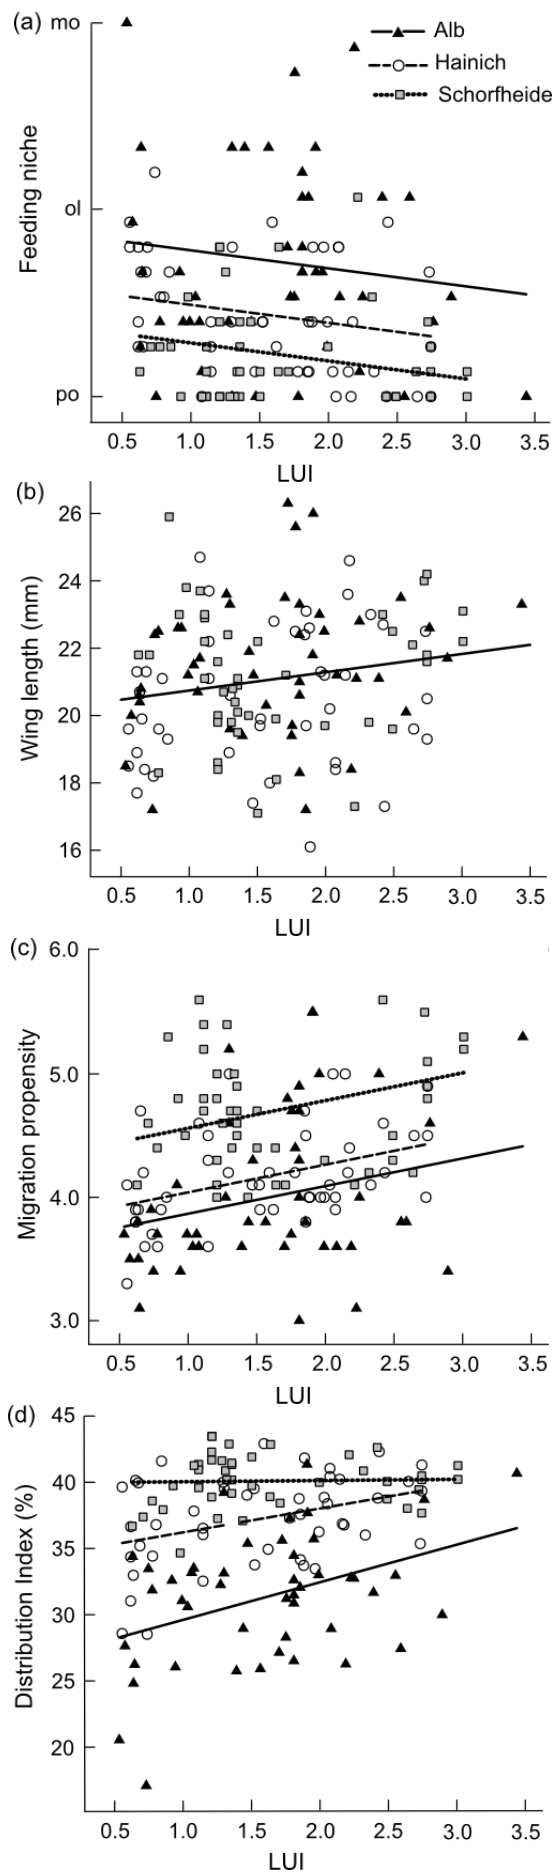 (a)
mo
Alb
Hainich
Schorfheide
Feeding niche
ol
po
0.5 1.0 1.5 2.0 2.5 3.0 3.5
LUI
(b)
26
24
22
20
18
16
Wing length (mm)
0.5 1.0 1.5 2.0 2.5 3.0 3.5
LUI
(c)
6.0
5.0
4.0
3.0
Migration propensity
0.5 1.0 1.5 2.0 2.5 3.0 3.5
LUI
(d)
45
40
35
30
25
20
Distribution Index (%)
0.5 1.0 1.5 2.0 2.5 3.0 3.5
LUI